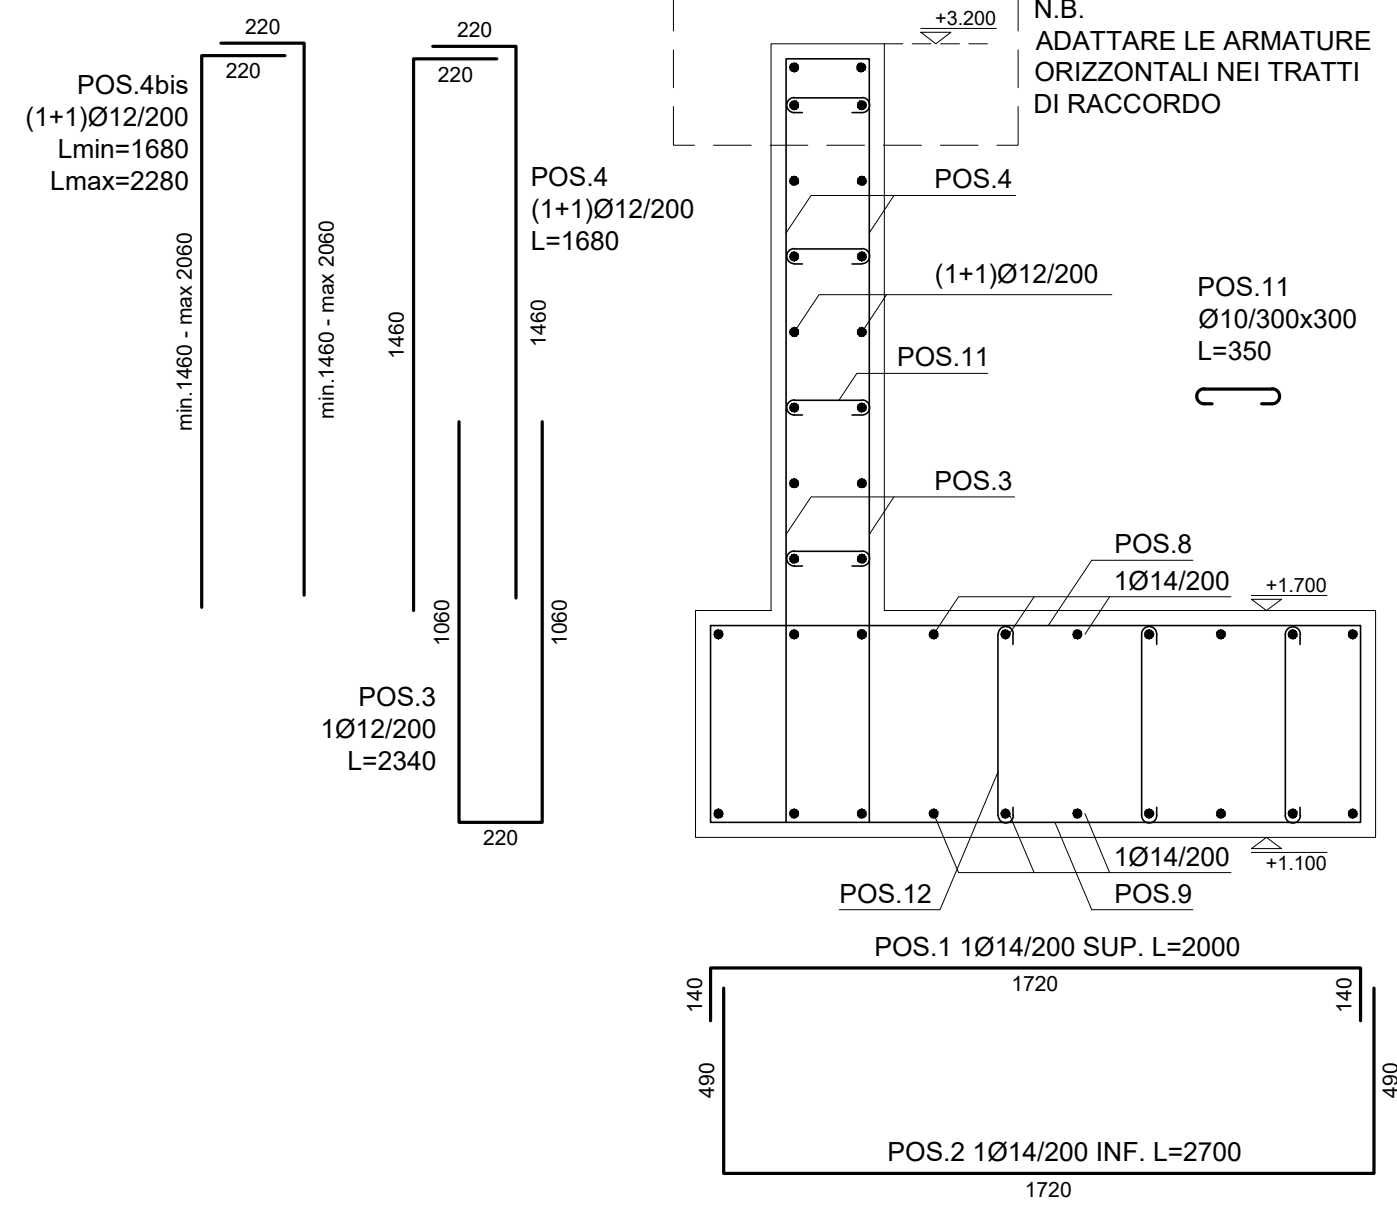 220
220
POS.4bis
(1+1)Ø12/200
Lmin=1680
Lmax=2280
min.1460 - max 2060
min.1460 - max 2060
220
220
POS.4
(1+1)Ø12/200
L=1680
1460
1460
1060
1060
POS.3
1Ø12/200
L=2340
220
+3.200
N.B.
ADATTARE LE ARMATURE
ORIZZONTALI NEI TRATTI
DI RACCORDO
POS.4
(1+1)Ø12/200
POS.11
POS.3
POS.11
Ø10/300x300
L=350
POS.8
1Ø14/200
+1.700
1Ø14/200
+1.100
POS.12
POS.9
POS.1 1Ø14/200 SUP. L=2000
1720
140
140
490
490
POS.2 1Ø14/200 INF. L=2700
1720